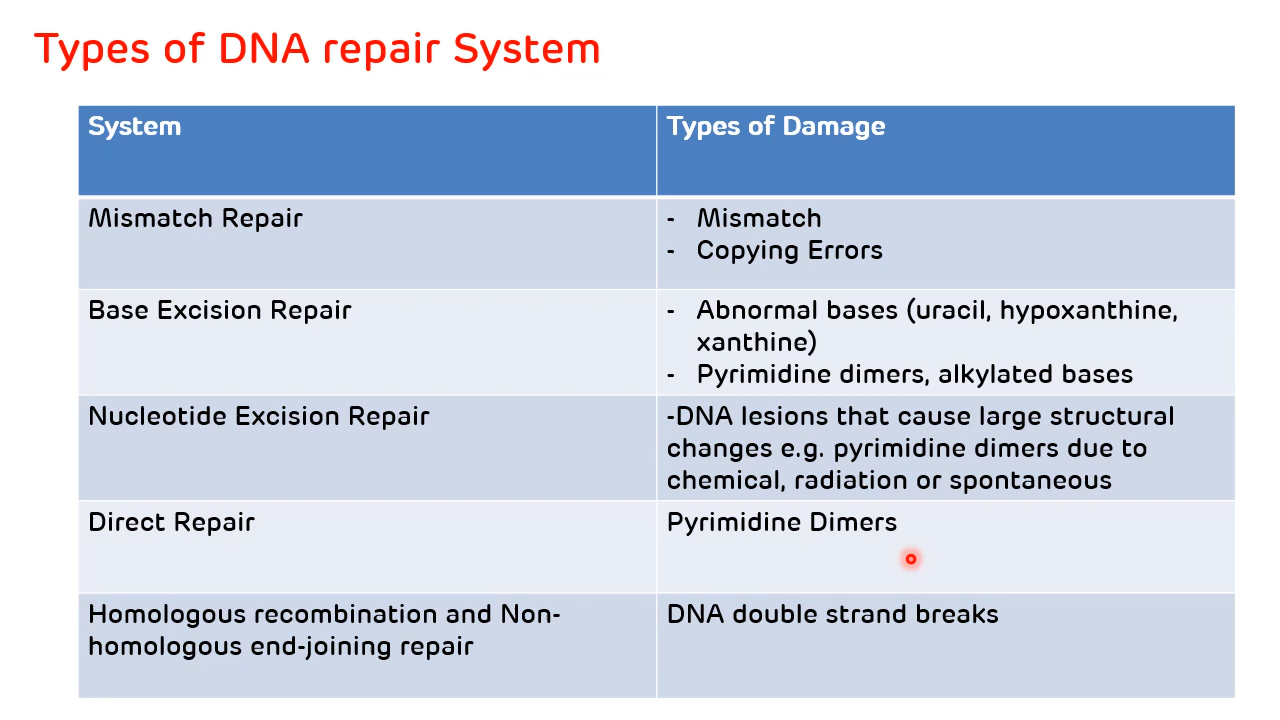 Types of DNA repair System
System
Types of Damage
Mismatch Repair
- Mismatch
- Copying Errors
Base Excision Repair
- Abnormal bases (uracil, hypoxanthine,
xanthine)
- Pyrimidine dimers, alkylated bases
Nucleotide Excision Repair
-DNA lesions that cause large structural
changes e.g. pyrimidine dimers due to
chemical, radiation or spontaneous
Direct Repair
Pyrimidine Dimers
Homologous recombination and Non-
homologous end-joining repair
DNA double strand breaks